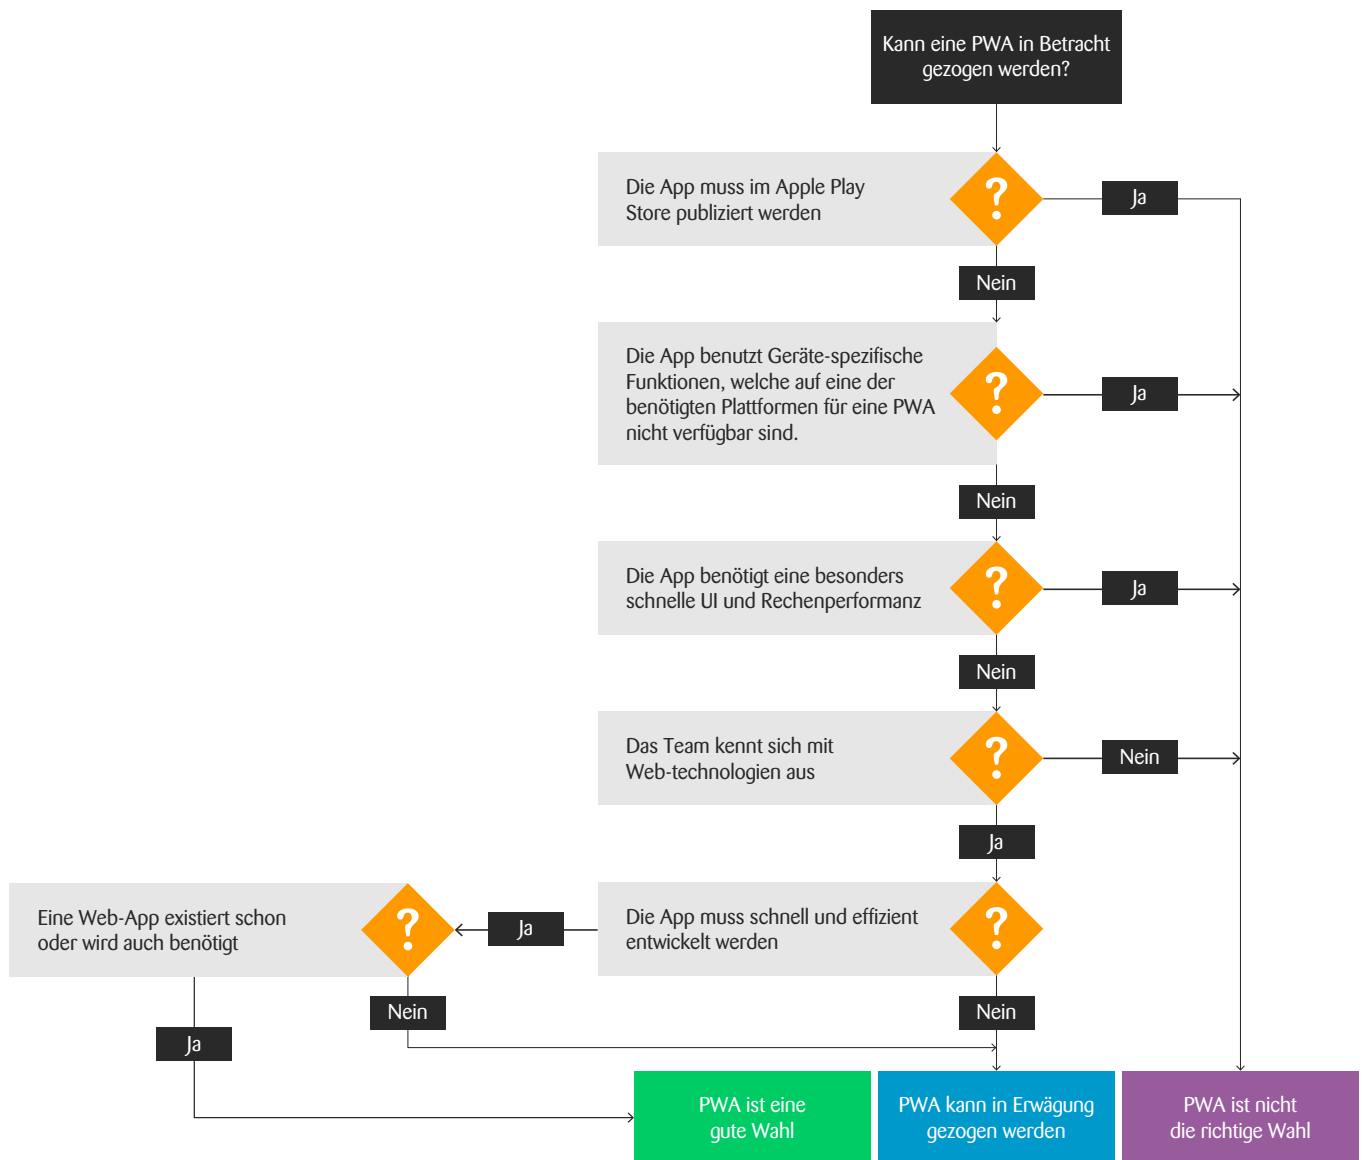 Kann eine PWA in Betracht
gezogen werden?
Die App muss im Apple Play
Store publiziert werden
?
Ja
Nein
Die App benutzt Geräte-spezifische
Funktionen, welche auf eine der
benötigten Plattformen für eine PWA
nicht verfügbar sind.
?
Ja
Nein
Die App benötigt eine besonders
schnelle UI und Rechenperformanz
?
Ja
Nein
Das Team kennt sich mit
Web-technologien aus
?
Nein
Ja
Die App muss schnell und effizient
entwickelt werden
?
Ja
Nein
Eine Web-App existiert schon
oder wird auch benötigt
?
Nein
Ja
PWA ist eine
gute Wahl
PWA kann in Erwägung
gezogen werden
PWA ist nicht
die richtige Wahl